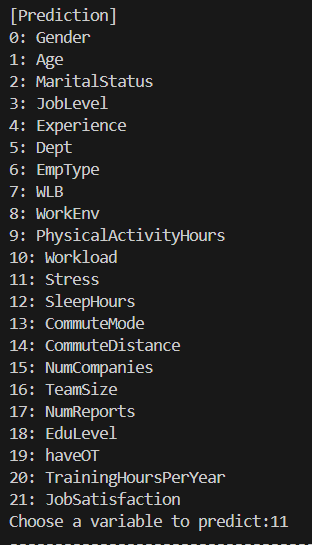 [Prediction]
0: Gender
1: Age
2: MaritalStatus
3: JobLevel
4: Experience
5: Dept
6: EmpType
7: WLB
8: WorkEnv
9: PhysicalActivityHours
10: Workload
11: Stress
12: SleepHours
13: CommuteMode
14: CommuteDistance
15: NumCompanies
16: TeamSize
17: NumReports
18: EduLevel
19: haveOT
20: TrainingHoursPerYear
21: JobSatisfaction
Choose a variable to predict:11